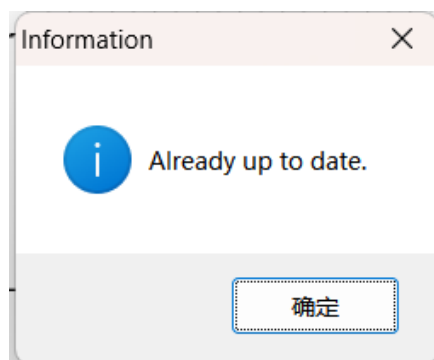 Information
Already up to date.
确定